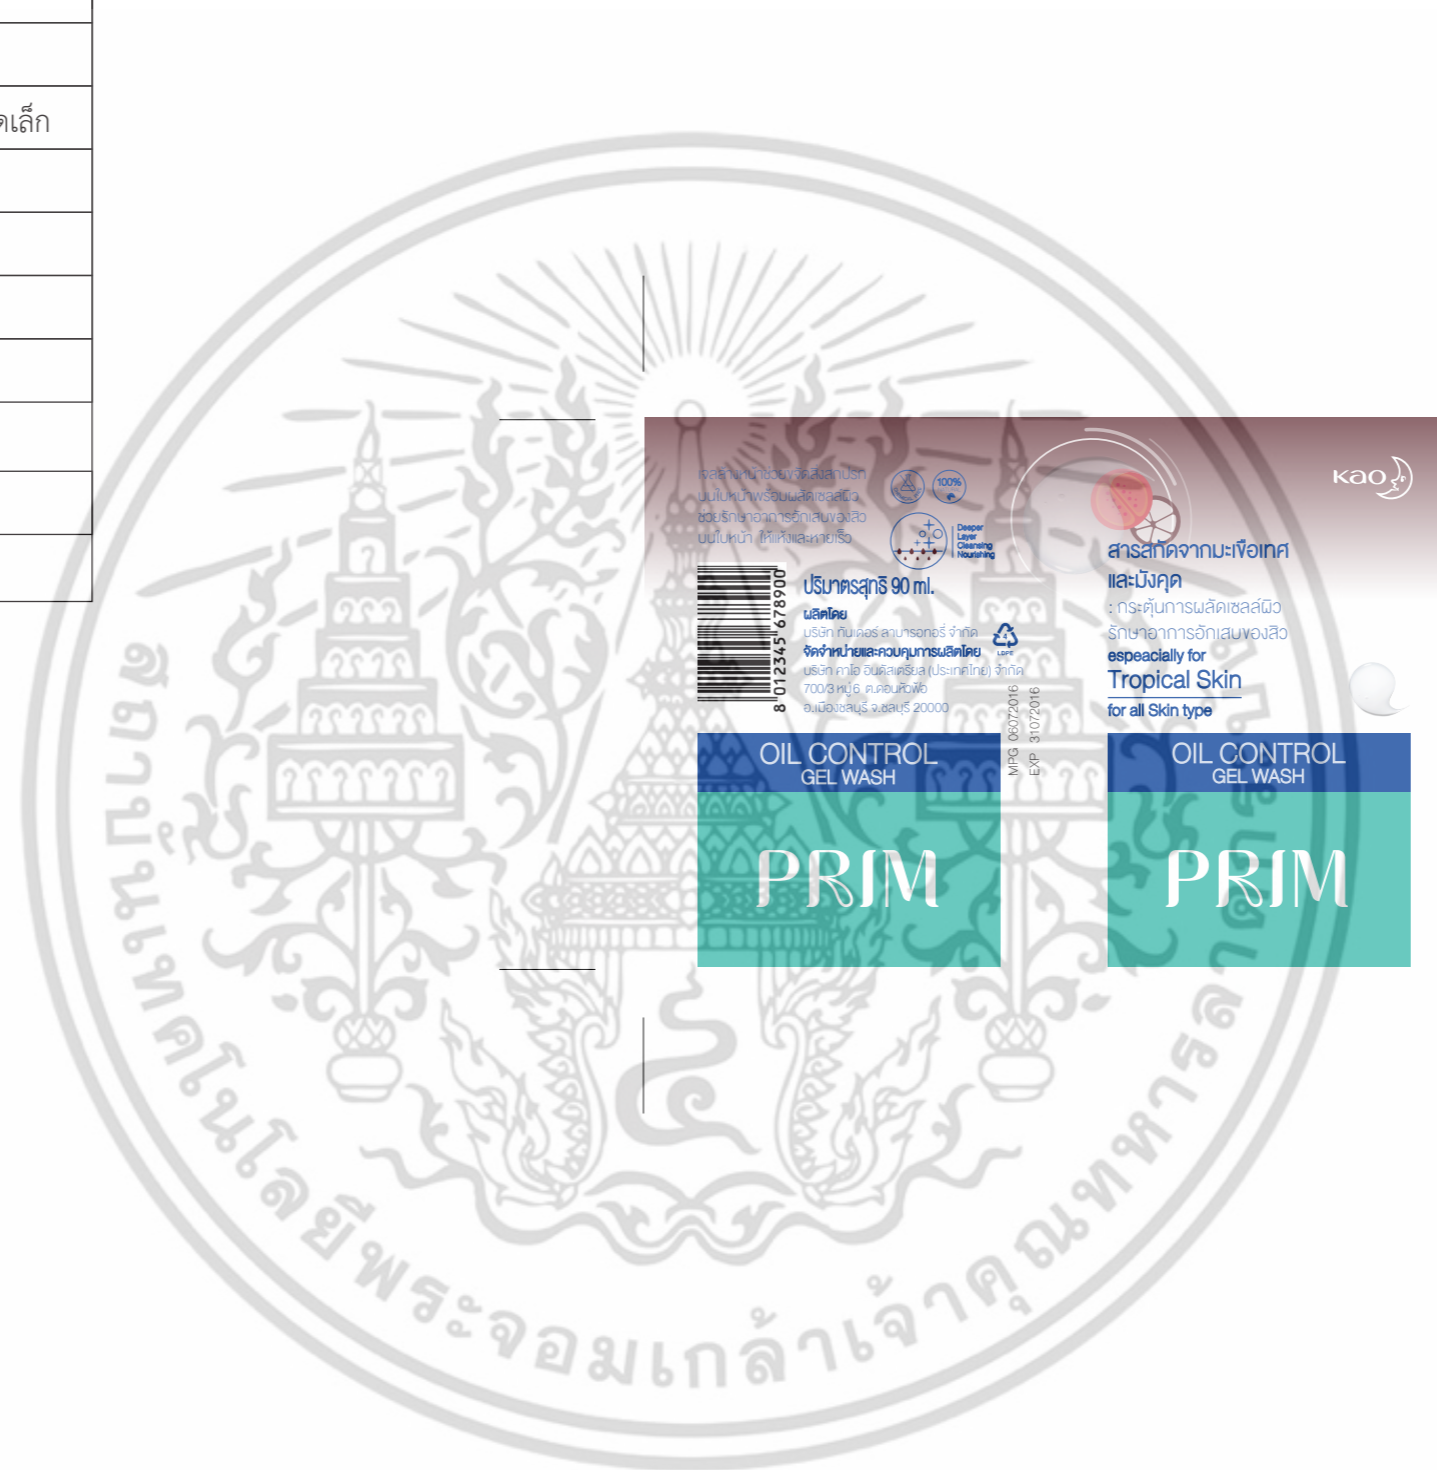 ดเล็ก
เจลล้างหน้าช่วยขจัดสิ่งสกปรก
บนใบหน้าพร้อมผลัดเซลล์ผิว
ช่วยรักษาอาการอักเสบของสิว
บนใบหน้า ให้แห้งและหายเร็ว
100%
Deeper
Layer
Cleansing
Nourishing
8 012345 678900
ปริมาตรสุทธิ 90 ml.
ผลิตโดย
บริษัท ทันเดอร์ ลาบารอทอรี่ จำกัด
จัดจำหน่ายและควบคุมการผลิตโดย
บริษัท คาโอ อินดัสเตรียล (ประเทศไทย) จำกัด
700/3 หมู่6 ต.ดอนหัวฬ่อ
อ.เมืองชลบุรี จ.ชลบุรี 20000
4
LDPE
MPG 06072016
EXP 31072016
OIL CONTROL
GEL WASH
PRIM
Kao
สารสกัดจากมะเขือเทศ
และมังคุด
: กระตุ้นการผลัดเซลล์ผิว
รักษาอาการอักเสบของสิว
espeacially for
Tropical Skin
for all Skin type
OIL CONTROL
GEL WASH
PRIM
สถาบันเทคโนโลยีพระจอมเกล้าเจ้าคุณทหารลาดกระบัง